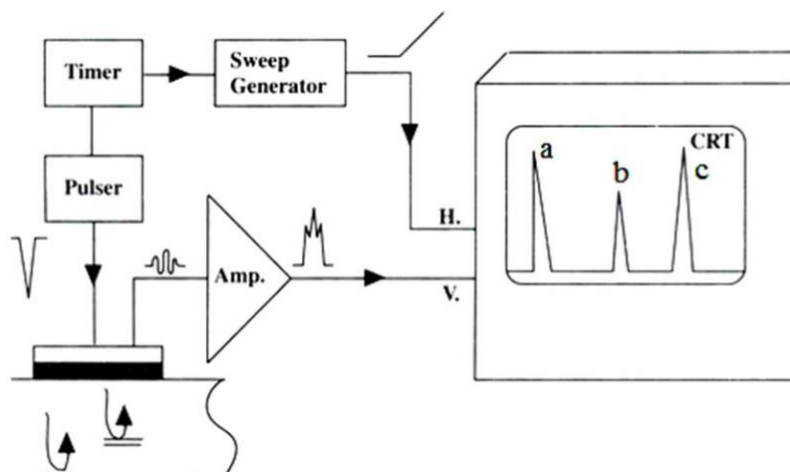 Timer
Sweep
Generator
Pulser
Amp.
H.
V.
CRT
a
b
c